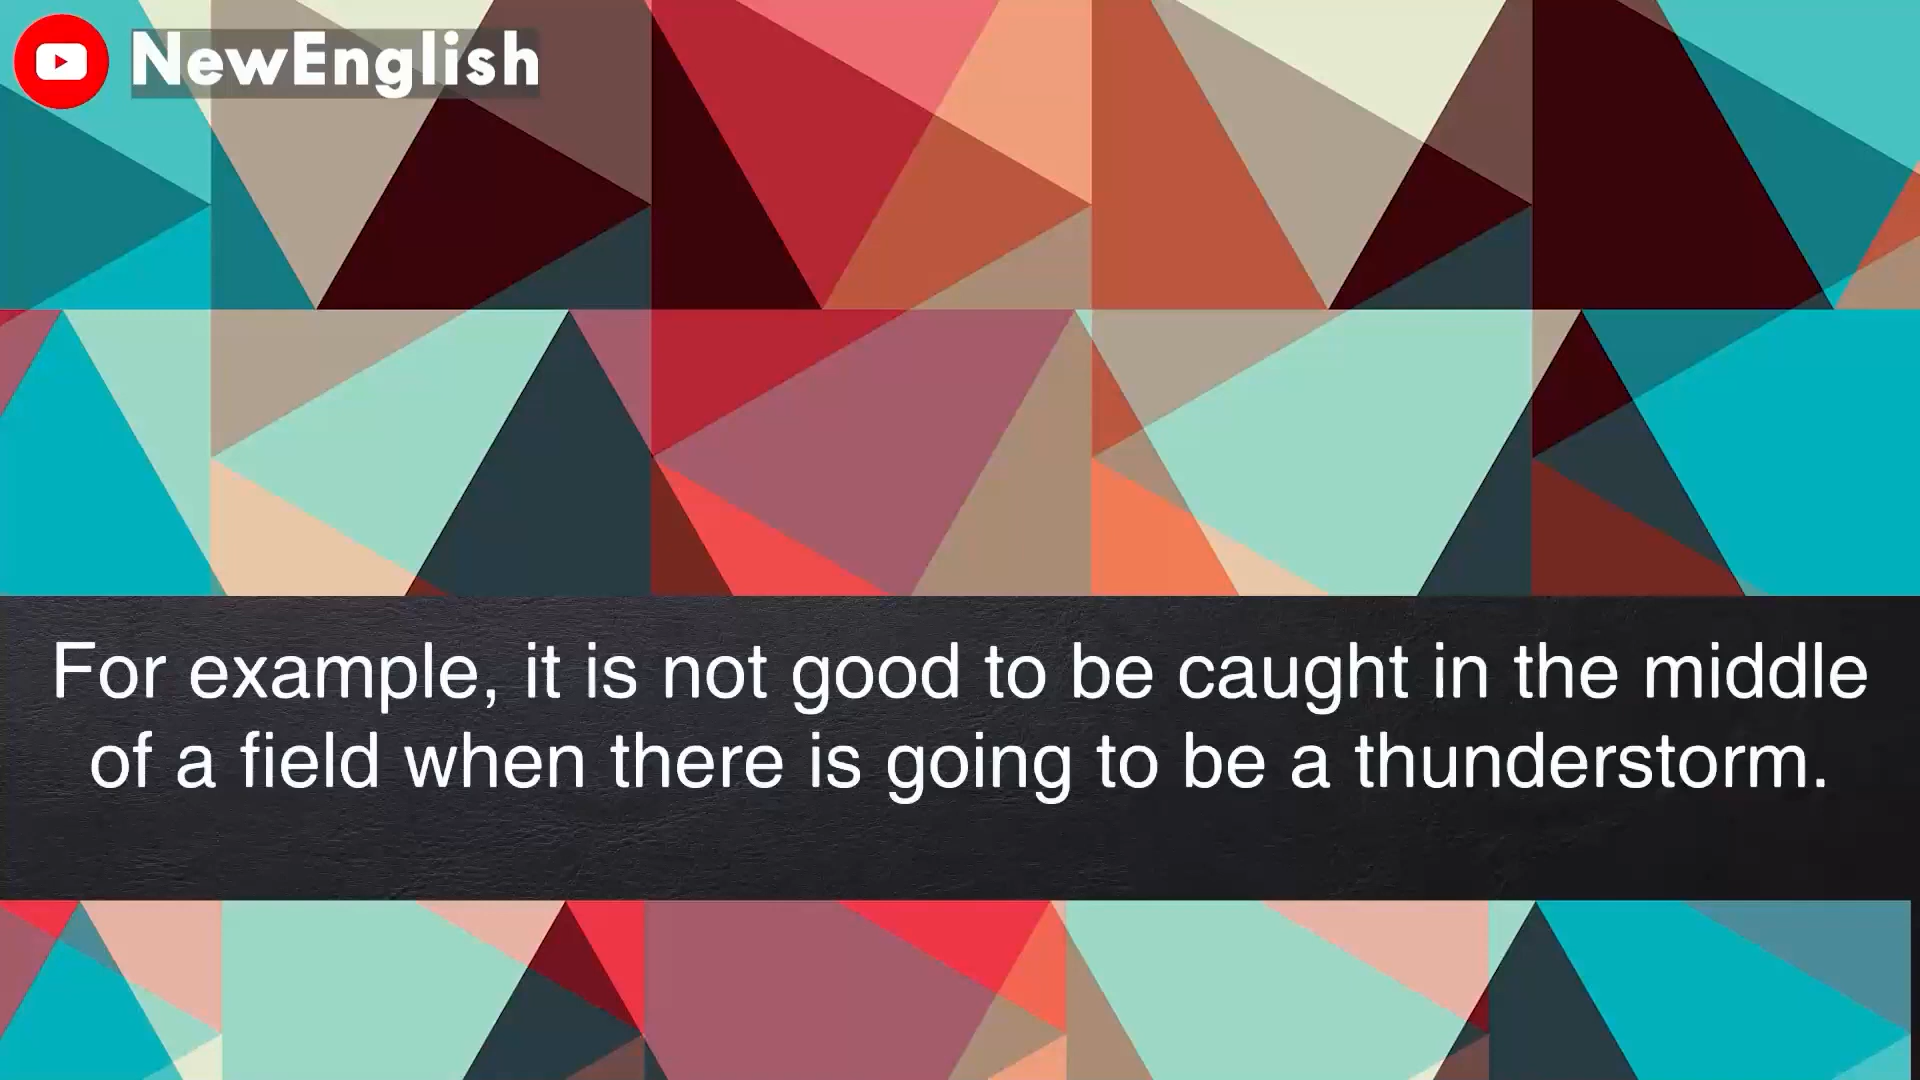 NewEnglish
For example, it is not good to be caught in the middle
of a field when there is going to be a thunderstorm.